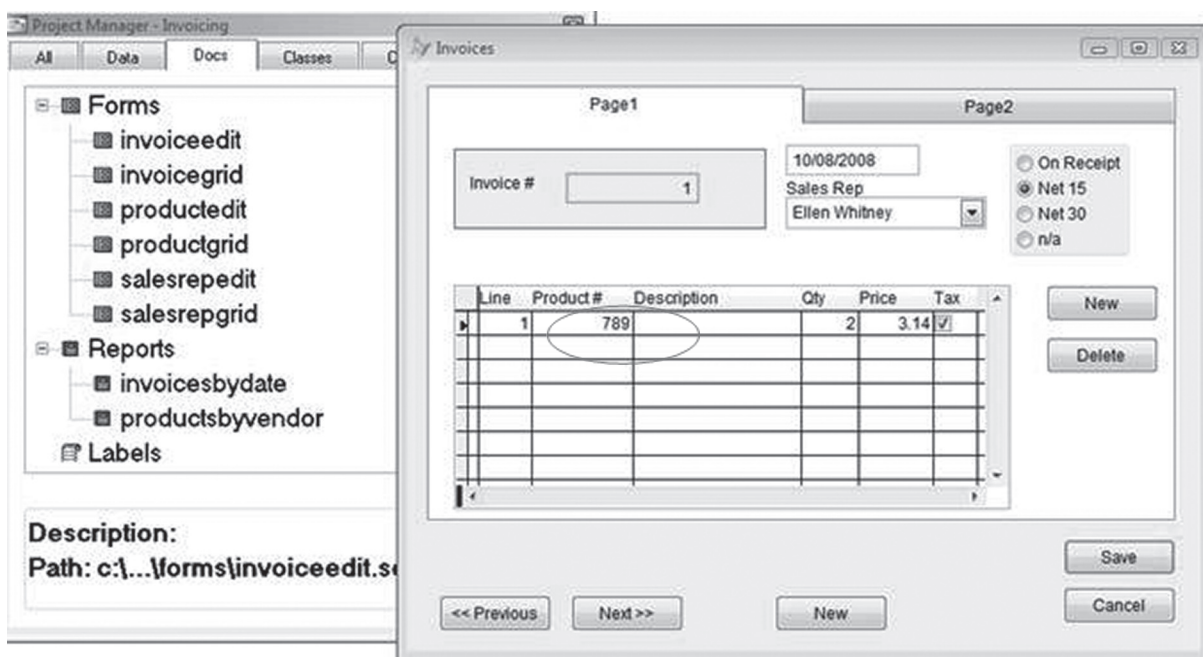 Project Manager - Invoicing
All Data Docs Classes
Forms
invoiceedit
invoicegrid
productedit
productgrid
salesrepedit
salesrepgrid
Reports
invoicesbydate
productsbyvendor
Labels
Description:
Path: c:\...\forms\invoiceedit.sc
Invoices
Page1 Page2
Invoice # 1
10/08/2008
Sales Rep
Ellen Whitney
On Receipt
Net 15
Net 30
n/a
Line Product # Description Qty Price Tax
1 789 2 3.14
New
Delete
Save
Cancel
<< Previous Next >> New